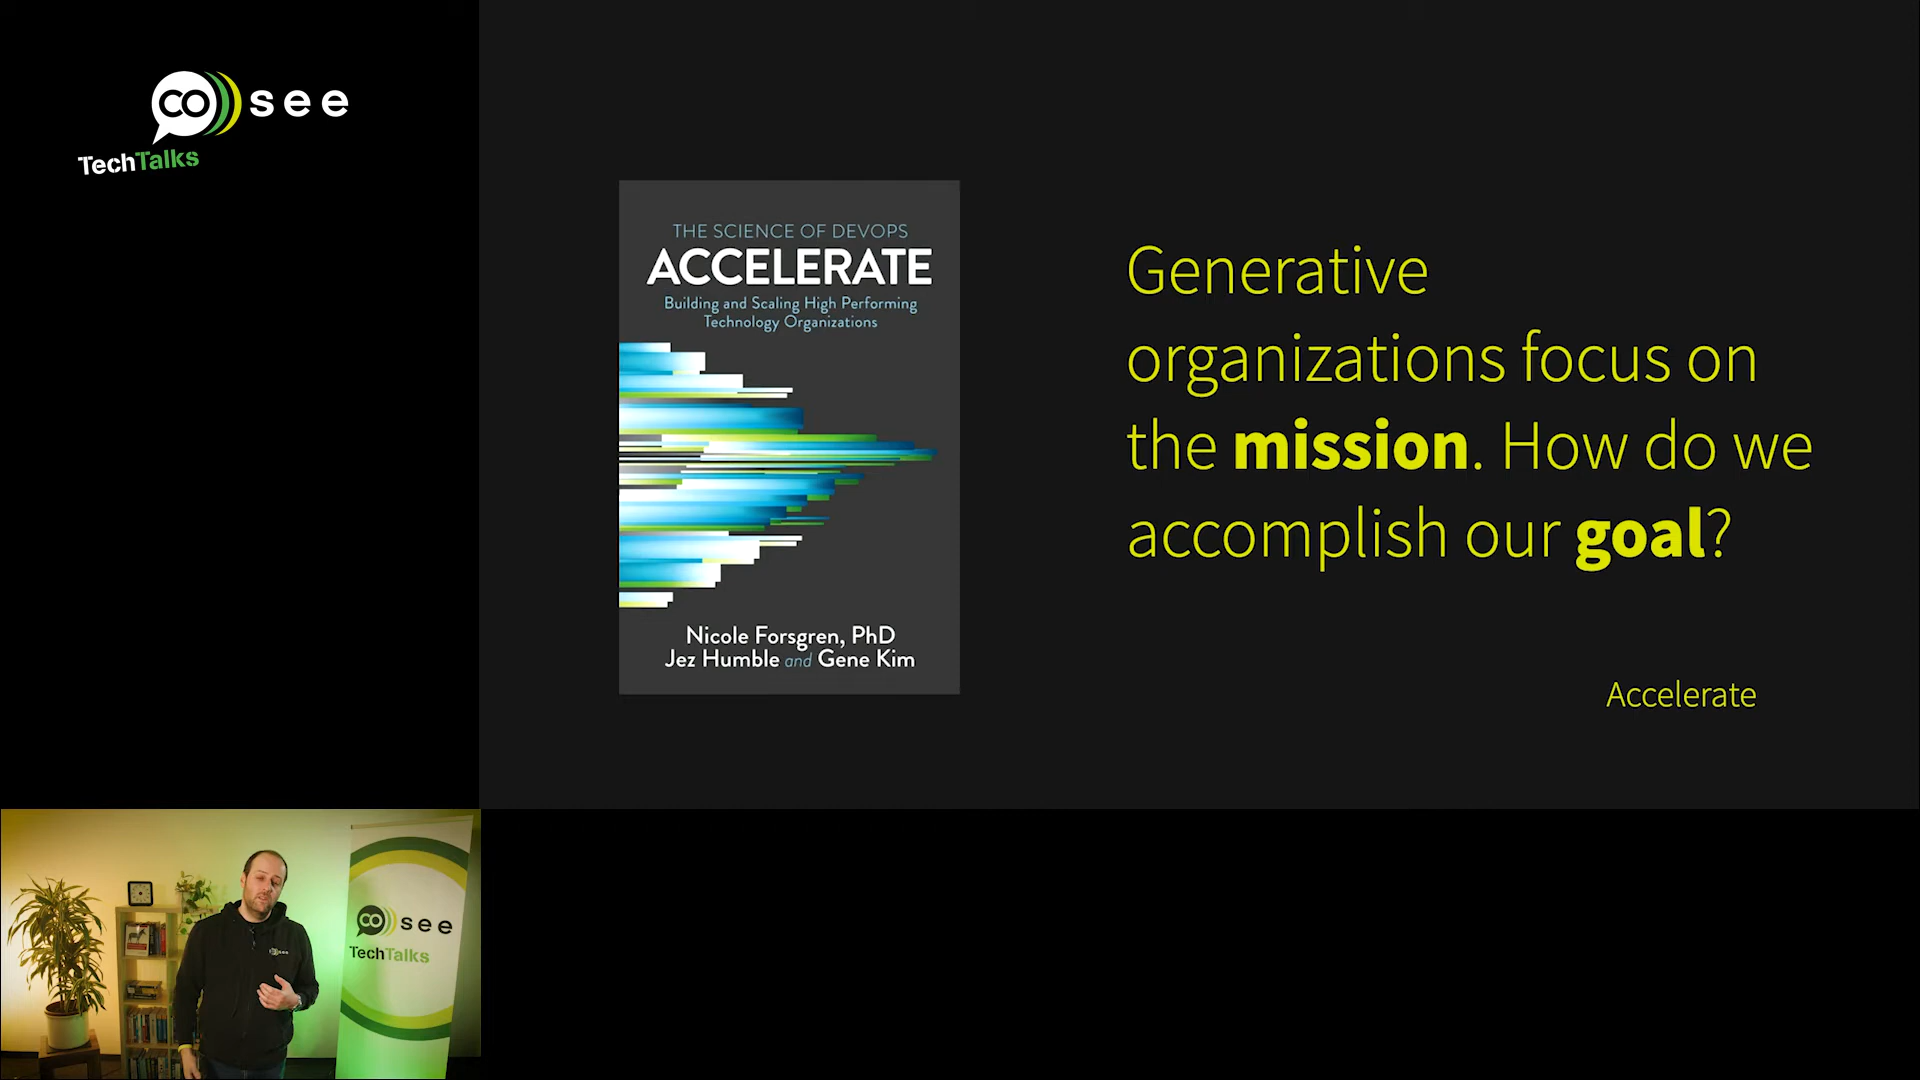 co see
TechTalks
THE SCIENCE OF DEVOPS
ACCELERATE
Building and Scaling High Performing
Technology Organizations
Nicole Forsgren, PhD
Jez Humble and Gene Kim
Generative
organizations focus on
the mission. How do we
accomplish our goal?
Accelerate
co see
TechTalks